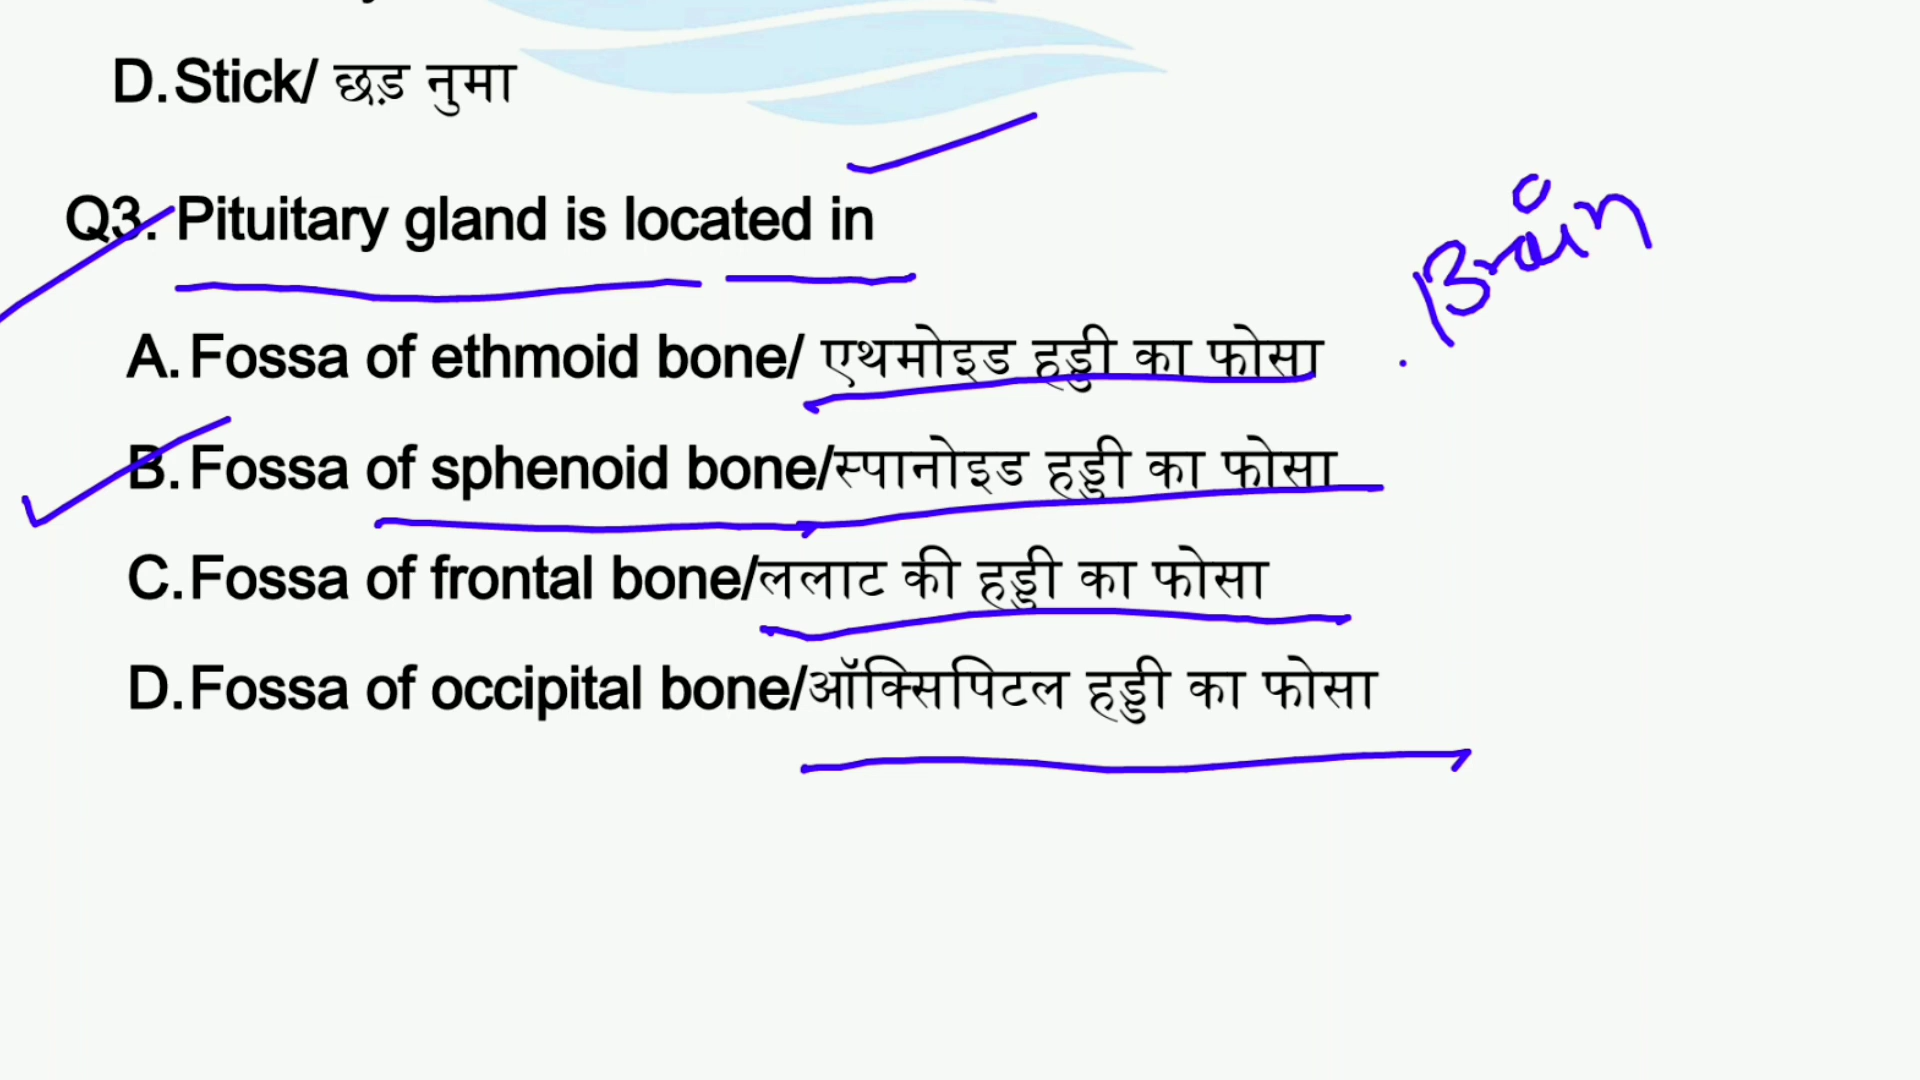 D. Stick/ छड़ नुमा
Q3. Pituitary gland is located in
Brain
A. Fossa of ethmoid bone/ एथमोइड हड्डी का फोसा
B. Fossa of sphenoid bone/स्पानोइड हड्डी का फोसा
C. Fossa of frontal bone/ललाट की हड्डी का फोसा
D. Fossa of occipital bone/ऑक्सिपिटल हड्डी का फोसा